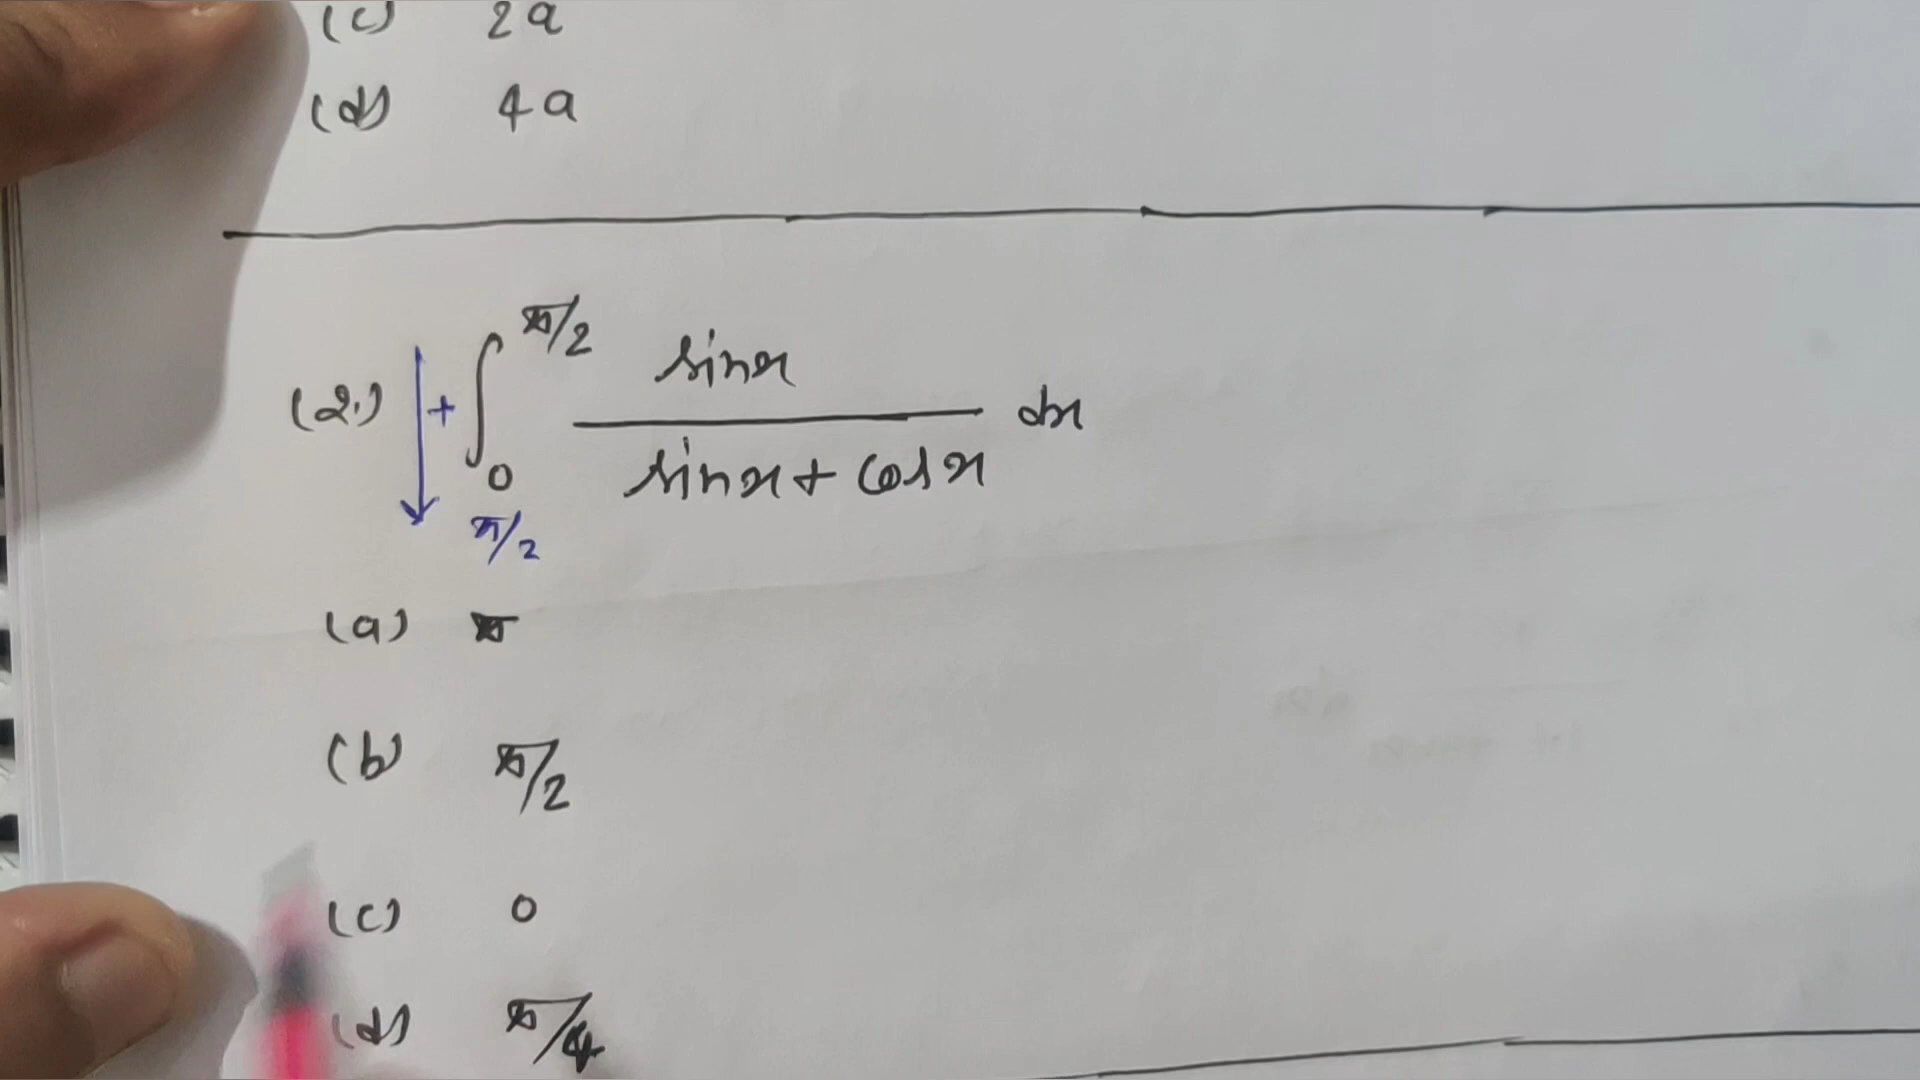 (c) 2a
(d) 4a
(2.) + ∫₀^π/2 sinx / sinx + cosx dx
π/2
(a) π
(b) π/2
(c) 0
(d) π/4